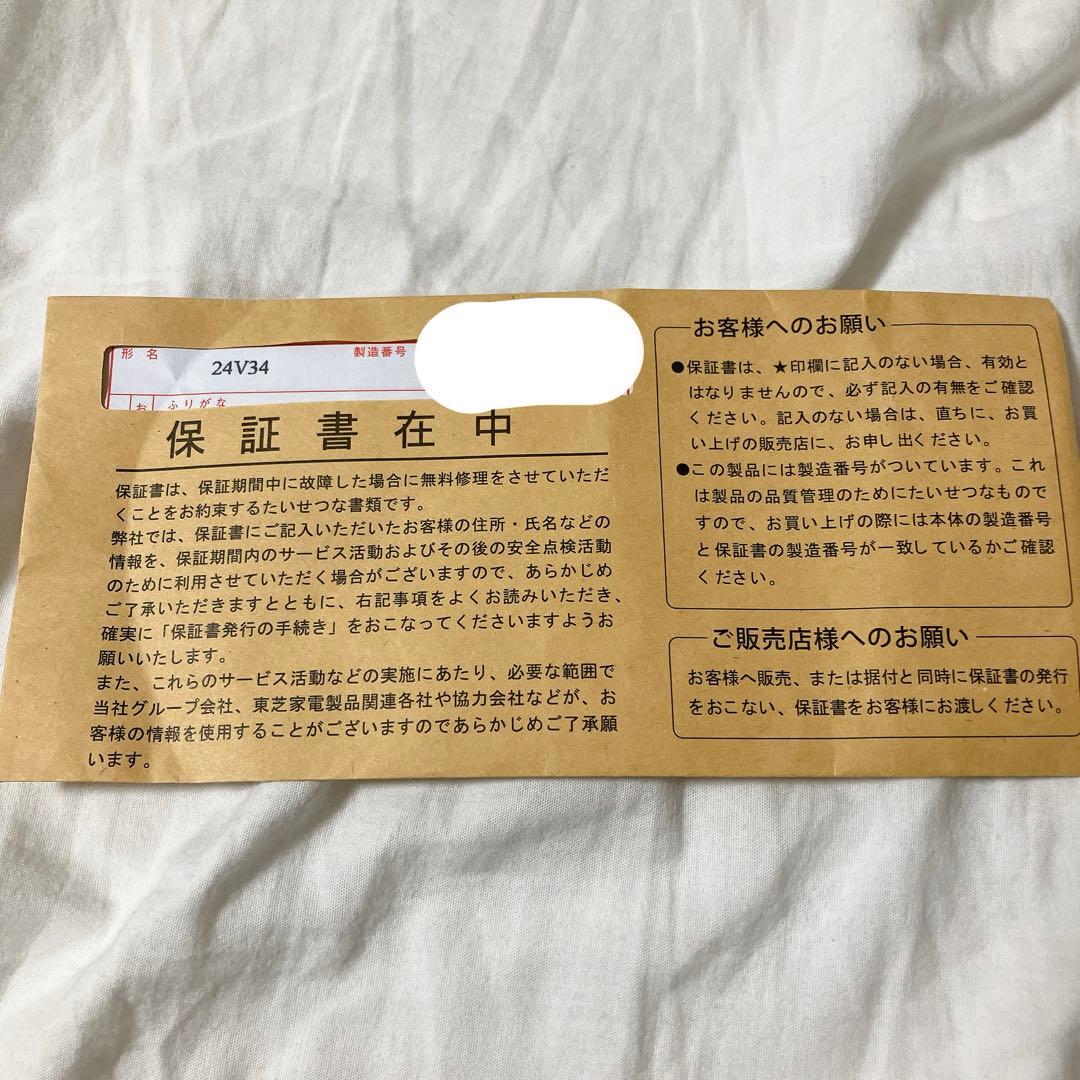 形 名 24V34 製造番号
お ふりがな
保証書在中
保証書は、保証期間中に故障した場合に無料修理をさせていただ
くことをお約束するたいせつな書類です。
弊社では、保証書にご記入いただいたお客様の住所・氏名などの
情報を、保証期間内のサービス活動およびその後の安全点検活動
のために利用させていただく場合がございますので、あらかじめ
ご了承いただきますとともに、右記事項をよくお読みいただき、
確実に「保証書発行の手続き」をおこなってくださいますようお
願いいたします。
また、これらのサービス活動などの実施にあたり、必要な範囲で
当社グループ会社、東芝家電製品関連各社や協力会社などが、お
客様の情報を使用することがございますのであらかじめご了承願
います。
お客様へのお願い
●保証書は、★印欄に記入のない場合、有効と
はなりませんので、必ず記入の有無をご確認
ください。記入のない場合は、直ちに、お買
い上げの販売店に、お申し出ください。
●この製品には製造番号がついています。これ
は製品の品質管理のためにたいせつなもので
すので、お買い上げの際には本体の製造番号
と保証書の製造番号が一致しているかご確認
ください。
ご販売店様へのお願い
お客様へ販売、または据付と同時に保証書の発行
をおこない、保証書をお客様にお渡しください。